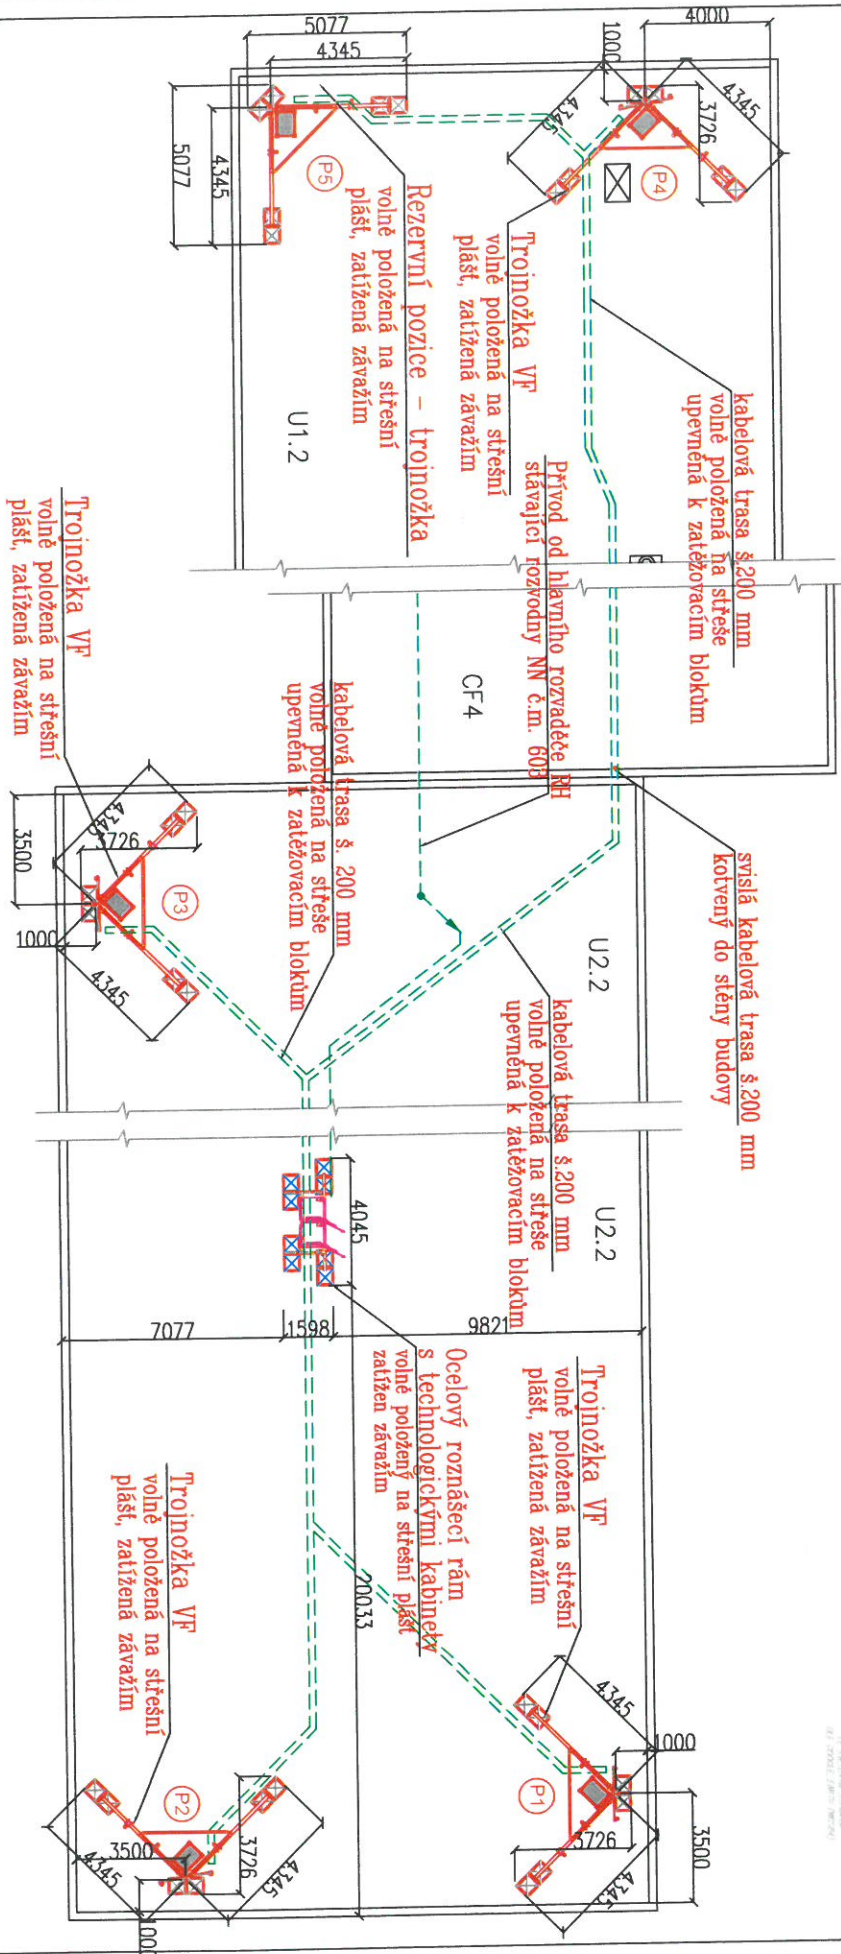 5077
4345
5077
4345
P5
Rezervní pozice - trojnožka
volně položená na střešní
plášť, zatížená závažím
1000
4000
4345
3726
4345
P4
Trojnožka VF
volně položená na střešní
plášť, zatížená závažím
kabelová trasa š.200 mm
volně položená na střeše
upevněná k zatěžovacím blokům
U1.2
Přívod od hlavního rozvaděče RH
stávající rozvodny NN č.m. 603
CF4
Trojnožka VF
volně položená na střešní
plášť, zatížená závažím
kabelová trasa š. 200 mm
volně položená na střeše
upevněná k zatěžovacím blokům
4345
3726
3500
1000
4345
P3
svislá kabelová trasa š.200 mm
kotvený do stěny budovy
U2.2
kabelová trasa š.200 mm
volně položená na střeše
upevněná k zatěžovacím blokům
U2.2
4045
7077
1598
9821
Ocelový roznášecí rám
s technologickými kabinety
volně položený na střešní plášť
zatížen závažím
20033
Trojnožka VF
volně položená na střešní
plášť, zatížená závažím
4345
1000
3500
3726
4345
P1
Trojnožka VF
volně položená na střešní
plášť, zatížená závažím
P2
3500
3726
4345
4345
1000